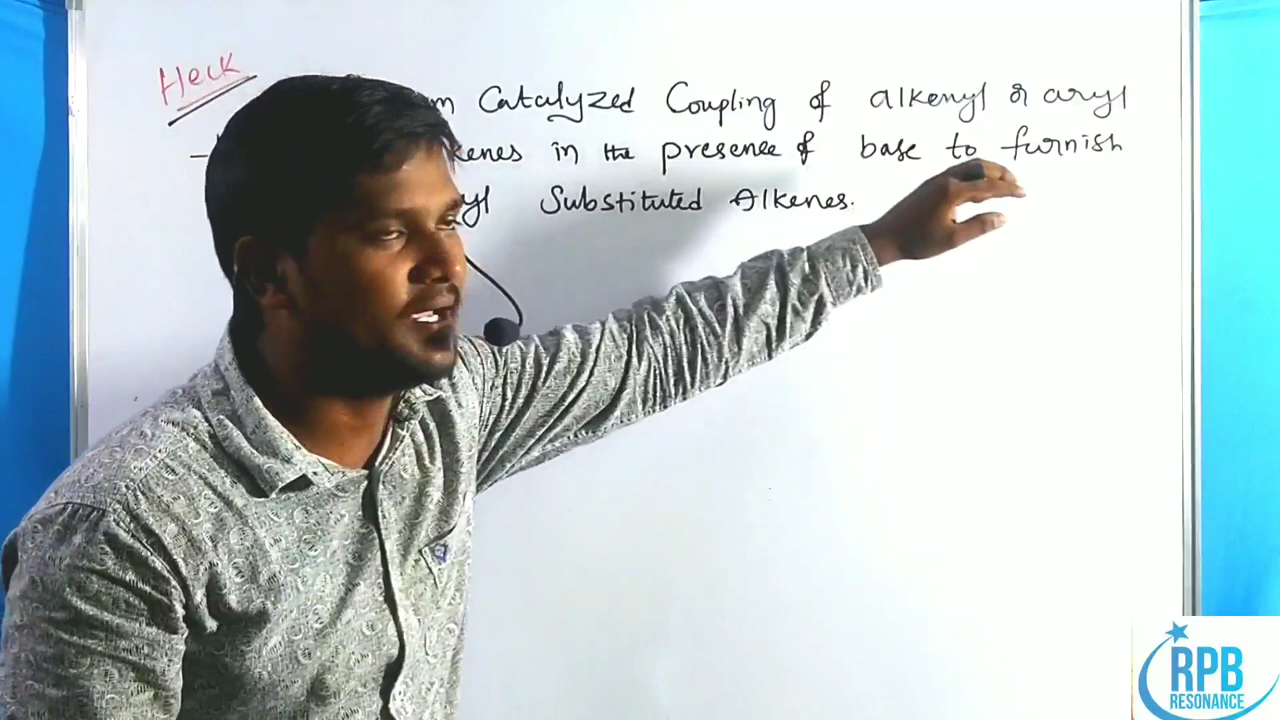 Heck
m Catalyzed Coupling of alkenyl or aryl
kenes in the presence of base to furnish
yl Substituted Alkenes.
RPB
RESONANCE